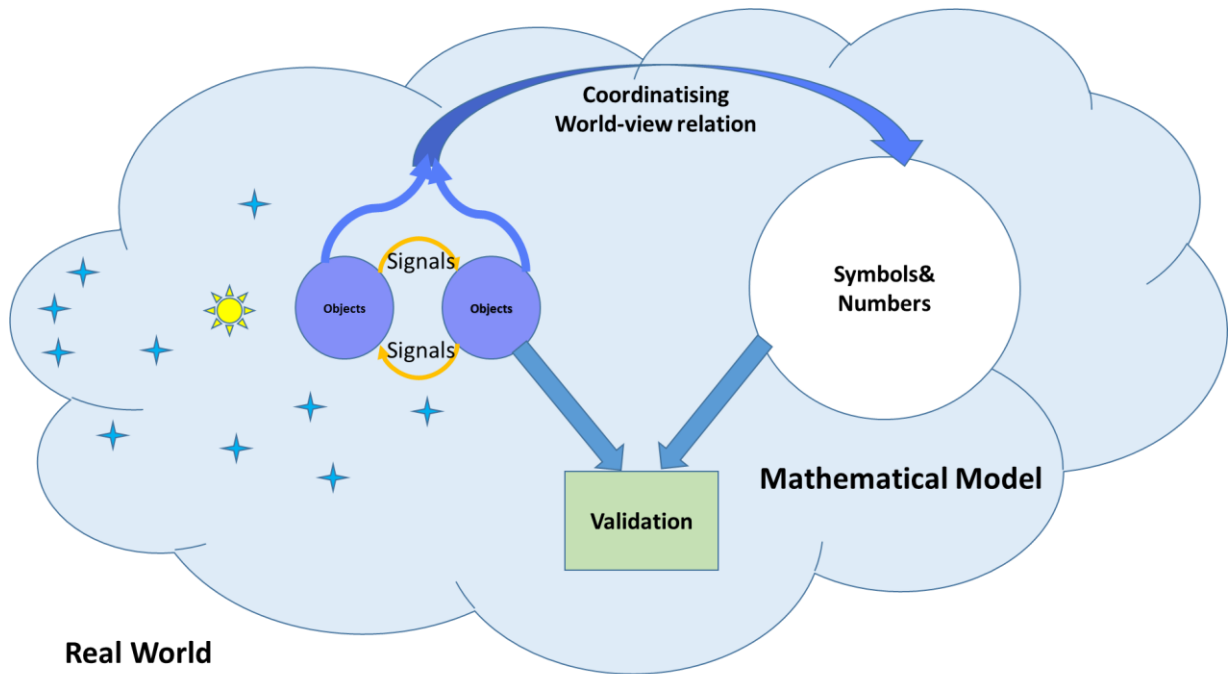 Coordinatising
World-view relation
Signals
Objects
Objects
Signals
Symbols&
Numbers
Mathematical Model
Validation
Real World